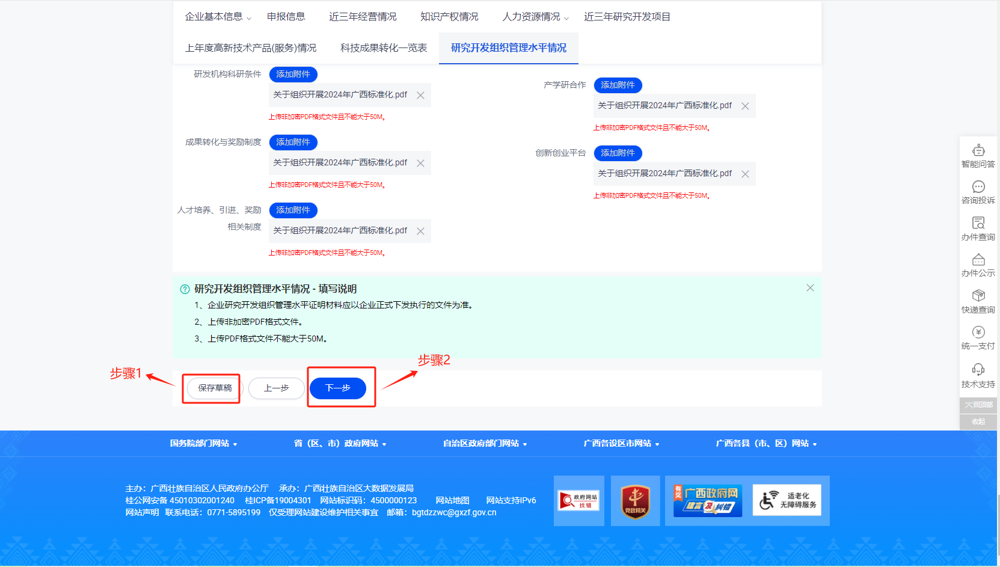 企业基本信息 申报信息 近三年经营情况 知识产权情况 人力资源情况 近三年研究开发项目
上年度高新技术产品(服务)情况 科技成果转化一览表 研究开发组织管理水平情况
研发机构科研条件 添加附件
关于组织开展2024年广西标准化.pdf
上传非加密PDF格式文件且不能大于50M。
产学研合作 添加附件
关于组织开展2024年广西标准化.pdf
上传非加密PDF格式文件且不能大于50M。
成果转化与奖励制度 添加附件
关于组织开展2024年广西标准化.pdf
上传非加密PDF格式文件且不能大于50M。
创新创业平台 添加附件
关于组织开展2024年广西标准化.pdf
上传非加密PDF格式文件且不能大于50M。
人才培养、引进、奖励 添加附件
相关制度
关于组织开展2024年广西标准化.pdf
上传非加密PDF格式文件且不能大于50M。
研究开发组织管理水平情况 - 填写说明
1、企业研究开发组织管理水平证明材料应以企业正式下发执行的文件为准。
2、上传非加密PDF格式文件。
3、上传PDF格式文件不能大于50M。
步骤1
步骤2
保存草稿 上一步 下一步
智能问答
咨询投诉
办件查询
办件公示
快递查询
统一支付
技术支持
回顶部
收起
国务院部门网站 省（区、市）政府网站 自治区政府部门网站 广西各设区市网站 广西各县（市、区）网站
主办：广西壮族自治区人民政府办公厅 承办：广西壮族自治区大数据发展局
桂公网安备 45010302001240 桂ICP备19004301 网站标识码：4500000123 网站地图 网站支持IPv6
网站声明 联系电话：0771-5895199 仅受理网站建设维护相关事宜 邮箱：bgtdzzwc@gxzf.gov.cn
政府网站
找错
党政机关
有奖
广西政府网
建言及纠错
适老化
无障碍服务